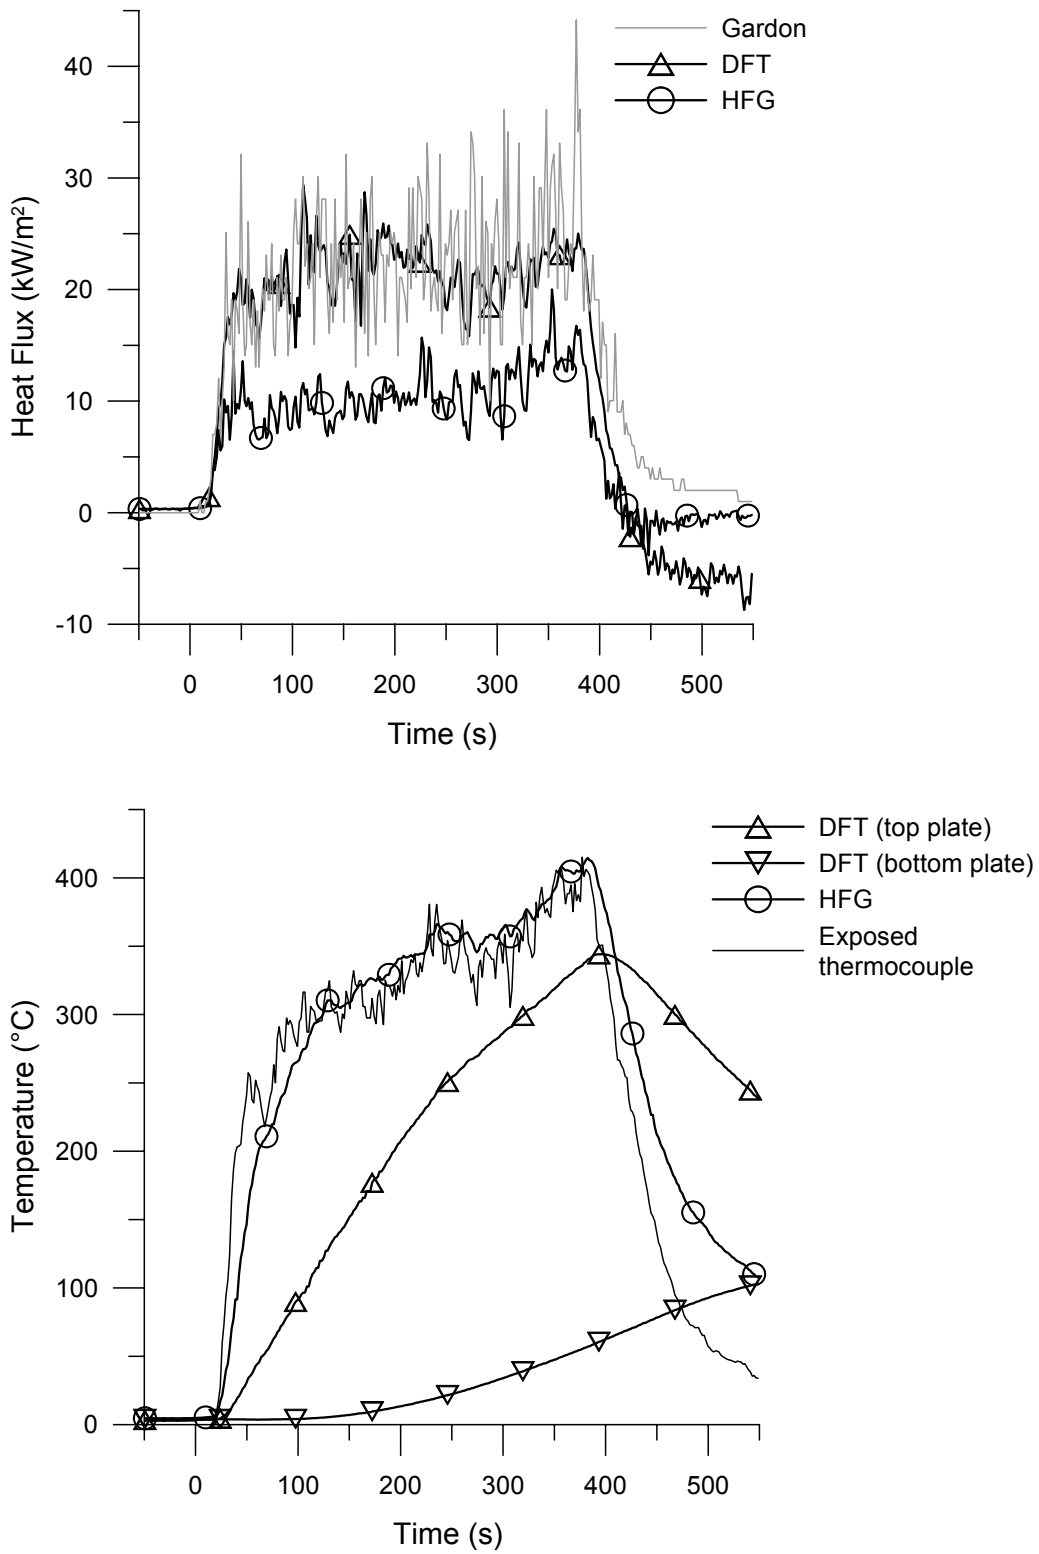 Gardon
DFT
HFG
40
30
20
10
0
-10
Heat Flux (kW/m²)
0 100 200 300 400 500
Time (s)
DFT (top plate)
DFT (bottom plate)
HFG
Exposed
thermocouple
400
300
200
100
0
Temperature (°C)
0 100 200 300 400 500
Time (s)